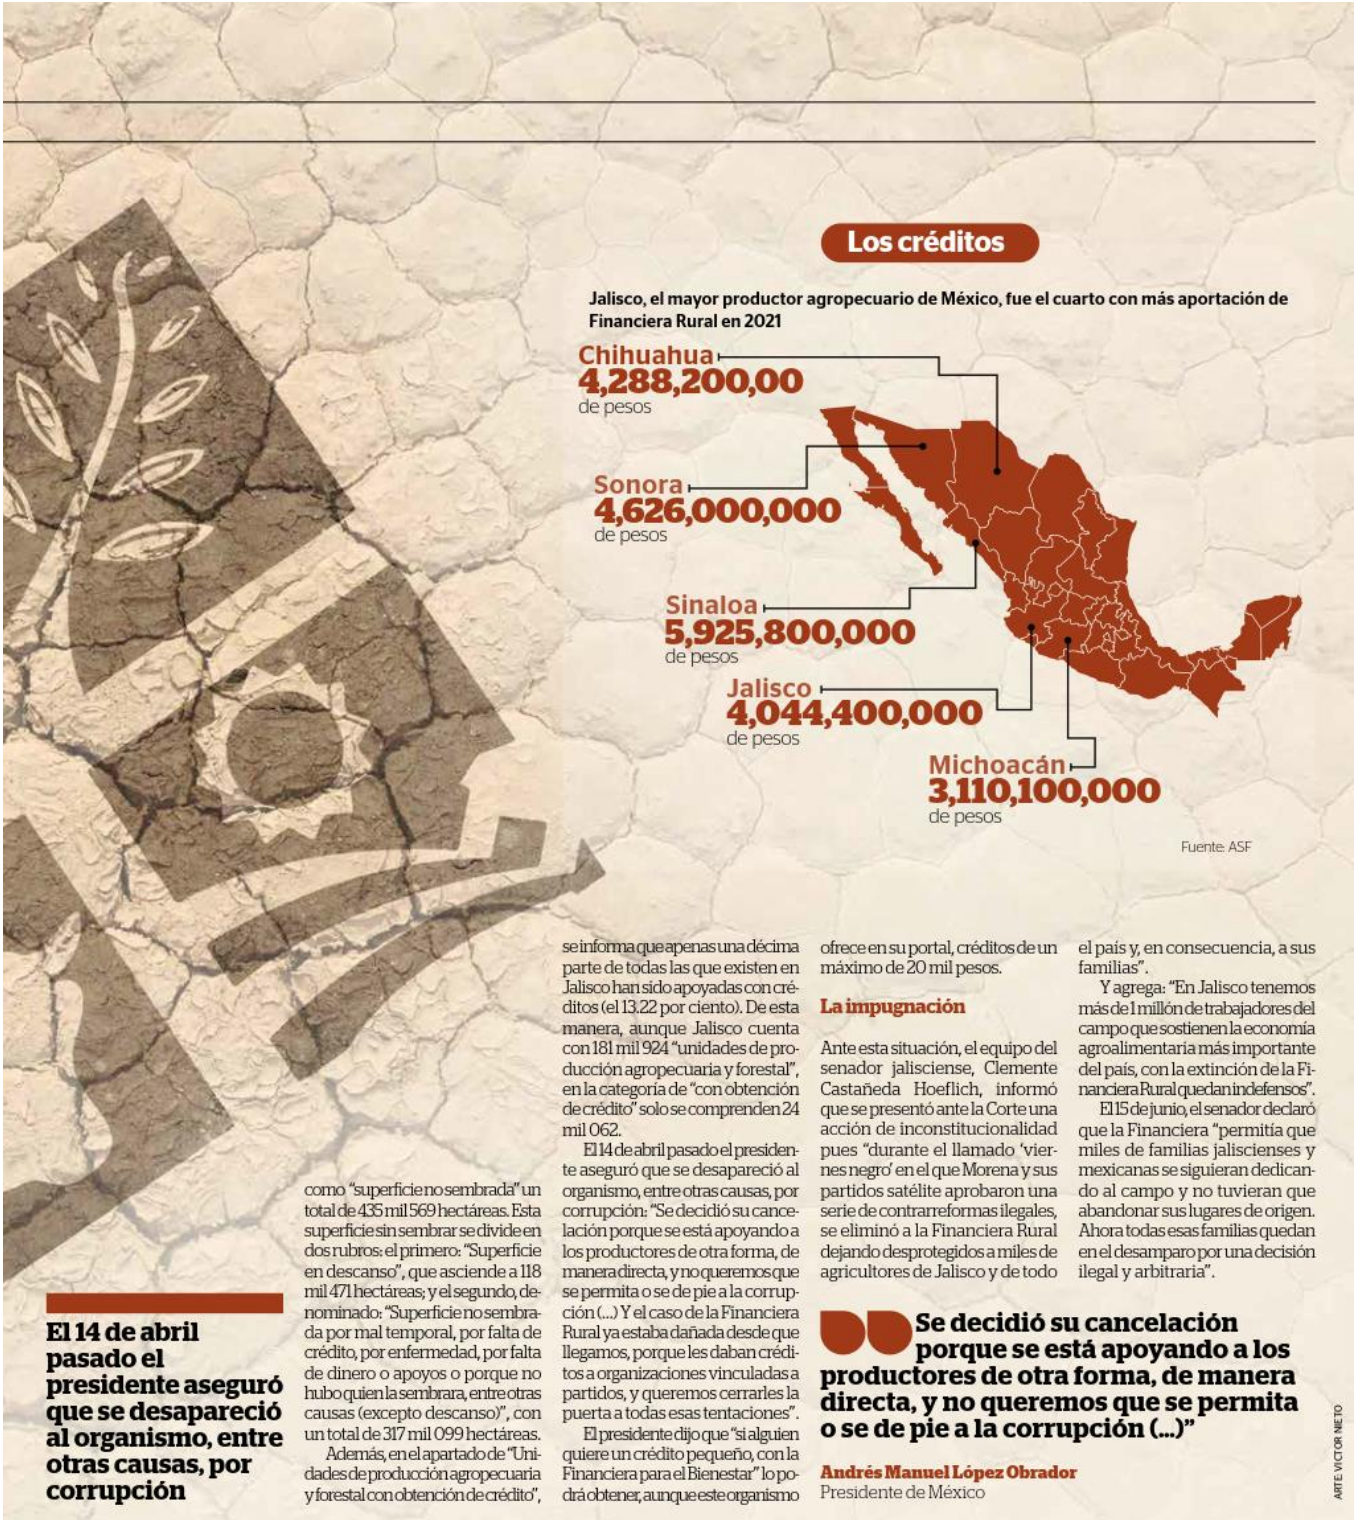 Los créditos
Jalisco, el mayor productor agropecuario de México, fue el cuarto con más aportación de
Financiera Rural en 2021
Chihuahua
4,288,200,00
de pesos
Sonora
4,626,000,000
de pesos
Sinaloa
5,925,800,000
de pesos
Jalisco
4,044,400,000
de pesos
Michoacán
3,110,100,000
de pesos
Fuente: ASF
El 14 de abril
pasado el
presidente aseguró
que se desapareció
al organismo, entre
otras causas, por
corrupción
como “superficie no sembrada” un
total de 435 mil 569 hectáreas. Esta
superficie sin sembrar se divide en
dos rubros: el primero: “Superficie
en descanso”, que asciende a 118
mil 471 hectáreas; y el segundo, de-
nominado: “Superficie no sembra-
da por mal temporal, por falta de
crédito, por enfermedad, por falta
de dinero o apoyos o porque no
hubo quien la sembrara, entre otras
causas (excepto descanso)”, con
un total de 317 mil 099 hectáreas.
Además, en el apartado de “Uni-
dades de producción agropecuaria
y forestal con obtención de crédito”,
se informa que apenas una décima
parte de todas las que existen en
Jalisco han sido apoyadas con cré-
ditos (el 13.22 por ciento). De esta
manera, aunque Jalisco cuenta
con 181 mil 924 “unidades de pro-
ducción agropecuaria y forestal”,
en la categoría de “con obtención
de crédito” solo se comprenden 24
mil 062.
El 14 de abril pasado el presiden-
te aseguró que se desapareció al
organismo, entre otras causas, por
corrupción: “Se decidió su cance-
lación porque se está apoyando a
los productores de otra forma, de
manera directa, y no queremos que
se permita o se de pie a la corrup-
ción (...) Y el caso de la Financiera
Rural ya estaba dañada desde que
llegamos, porque les daban crédi-
tos a organizaciones vinculadas a
partidos, y queremos cerrarles la
puerta a todas esas tentaciones”.
El presidente dijo que “si alguien
quiere un crédito pequeño, con la
Financiera para el Bienestar” lo po-
drá obtener, aunque este organismo
ofrece en su portal, créditos de un
máximo de 20 mil pesos.
La impugnación
Ante esta situación, el equipo del
senador jalisciense, Clemente
Castañeda Hoeflich, informó
que se presentó ante la Corte una
acción de inconstitucionalidad
pues “durante el llamado ‘vier-
nes negro’ en el que Morena y sus
partidos satélite aprobaron una
serie de contrarreformas ilegales,
se eliminó a la Financiera Rural
dejando desprotegidos a miles de
agricultores de Jalisco y de todo
el país y, en consecuencia, a sus
familias”.
Y agrega: “En Jalisco tenemos
más de 1 millón de trabajadores del
campo que sostienen la economía
agroalimentaria más importante
del país, con la extinción de la Fi-
nanciera Rural quedan indefensos”.
El 15 de junio, el senador declaró
que la Financiera “permitía que
miles de familias jaliscienses y
mexicanas se siguieran dedican-
do al campo y no tuvieran que
abandonar sus lugares de origen.
Ahora todas esas familias quedan
en el desamparo por una decisión
ilegal y arbitraria”.
Se decidió su cancelación
porque se está apoyando a los
productores de otra forma, de manera
directa, y no queremos que se permita
o se de pie a la corrupción (...)”
Andrés Manuel López Obrador
Presidente de México
ARTE: VICTOR NIETO